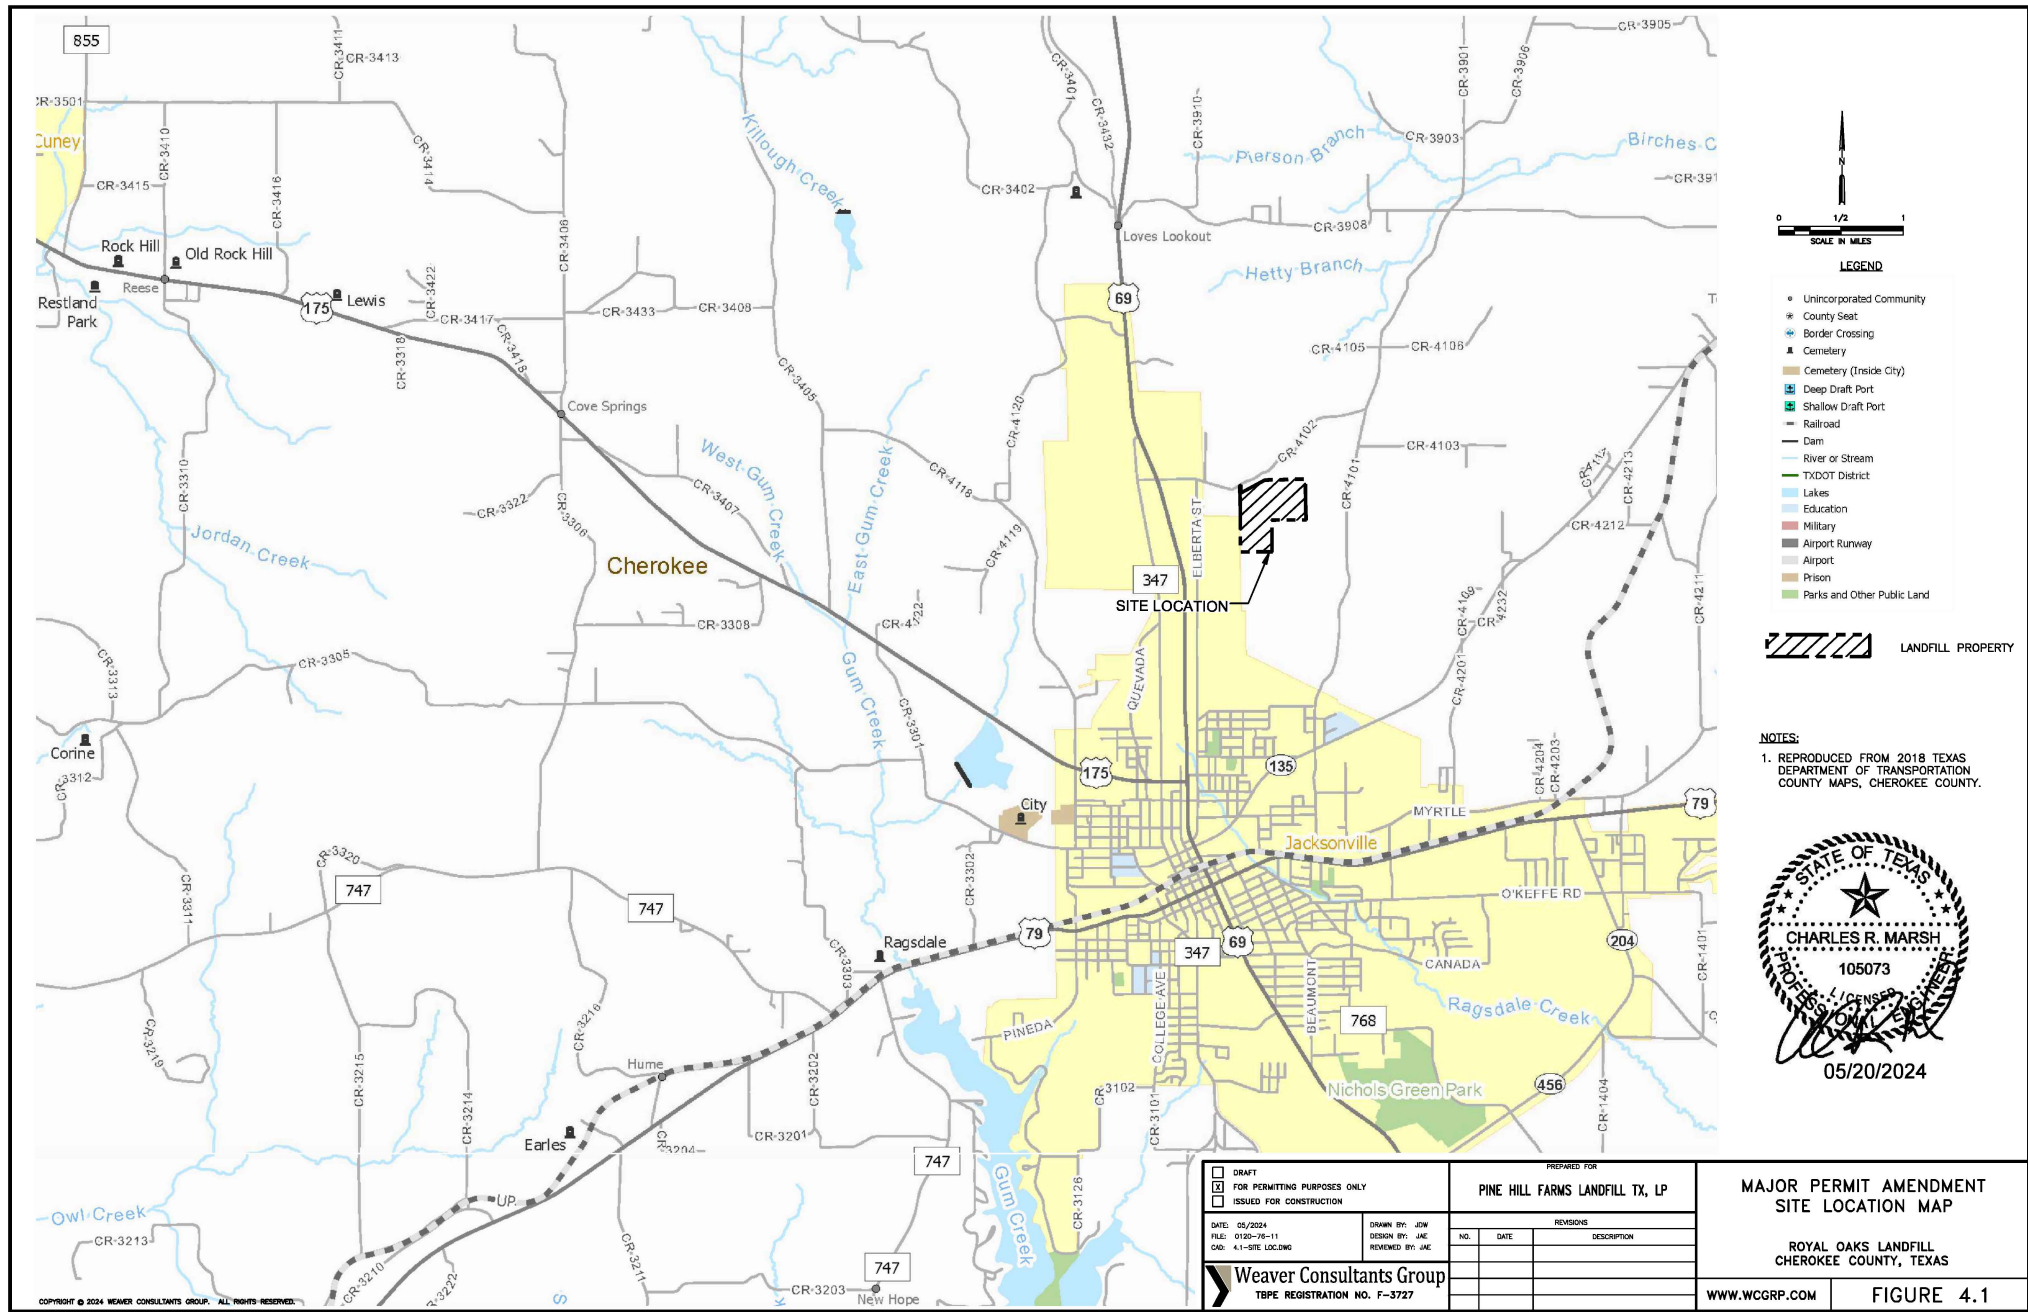 855
CR-3411
CR-3413
CR-3501
Cuney
CR-3410
CR-3415
CR-3416
CR-3414
CR-3406
Killough Creek
CR-3401
CR-3432
CR-3910
CR-3402
CR-3901
CR-3906
CR-3905
CR-3903
Pierson Branch
Birches C
CR-391
CR-3908
Loves Lookout
Hetty Branch
Rock Hill
Old Rock Hill
Reese
Restland
Park
175
Lewis
CR-3422
CR-3417
CR-3418
CR-3318
CR-3433
CR-3408
69
CR-4105
CR-4106
CR-3405
Cove Springs
CR-4120
CR-4102
CR-4103
CR-4101
CR-4118
CR-4119
CR-4213
CR-4212
CR-4211
CR-3310
CR-3322
CR-3306
CR-3407
West Gum Creek
East Gum Creek
Jordan Creek
Cherokee
ELBERTA ST
347
SITE LOCATION
CR-3308
CR-4109
CR-4232
CR-4201
CR-3305
CR-3313
Gum Creek
CR-3301
QUEVADA
Corine
CR-3312
175
135
City
CR-4204
CR-4203
MYRTLE
79
Jacksonville
CR-3320
747
747
CR-3311
CR-3302
O'KEFFE RD
Ragsdale
79
347
69
204
CANADA
CR-1401
CR-3303
CR-3219
CR-3216
CR-3215
CR-3214
PINEDA
COLLEGE AVE
BEAUMONT
768
Ragsdale Creek
Hume
CR-3202
CR-3102
CR-3101
Nichols Green Park
456
CR-1404
Earles
CR-3204
CR-3201
747
Gum Creek
CR-3126
Owl Creek
UP
CR-3213
CR-3210
CR-3211
747
CR-3203
New Hope
COPYRIGHT © 2024 WEAVER CONSULTANTS GROUP. ALL RIGHTS RESERVED.
N
0 1/2 1
SCALE IN MILES
LEGEND
Unincorporated Community
County Seat
Border Crossing
Cemetery
Cemetery (Inside City)
Deep Draft Port
Shallow Draft Port
Railroad
Dam
River or Stream
TXDOT District
Lakes
Education
Military
Airport Runway
Airport
Prison
Parks and Other Public Land
LANDFILL PROPERTY
NOTES:
1. REPRODUCED FROM 2018 TEXAS
DEPARTMENT OF TRANSPORTATION
COUNTY MAPS, CHEROKEE COUNTY.
STATE OF TEXAS
CHARLES R. MARSH
105073
LICENSED
PROFESSIONAL ENGINEER
05/20/2024
DRAFT
X FOR PERMITTING PURPOSES ONLY
ISSUED FOR CONSTRUCTION
DATE: 05/2024
FILE: 0120-76-11
CAD: 4.1-SITE LOC.DWG
DRAWN BY: JDW
DESIGN BY: JAE
REVIEWED BY: JAE
Weaver Consultants Group
TBPE REGISTRATION NO. F-3727
PREPARED FOR
PINE HILL FARMS LANDFILL TX, LP
REVISIONS
NO. DATE DESCRIPTION
MAJOR PERMIT AMENDMENT
SITE LOCATION MAP
ROYAL OAKS LANDFILL
CHEROKEE COUNTY, TEXAS
WWW.WCGRP.COM
FIGURE 4.1